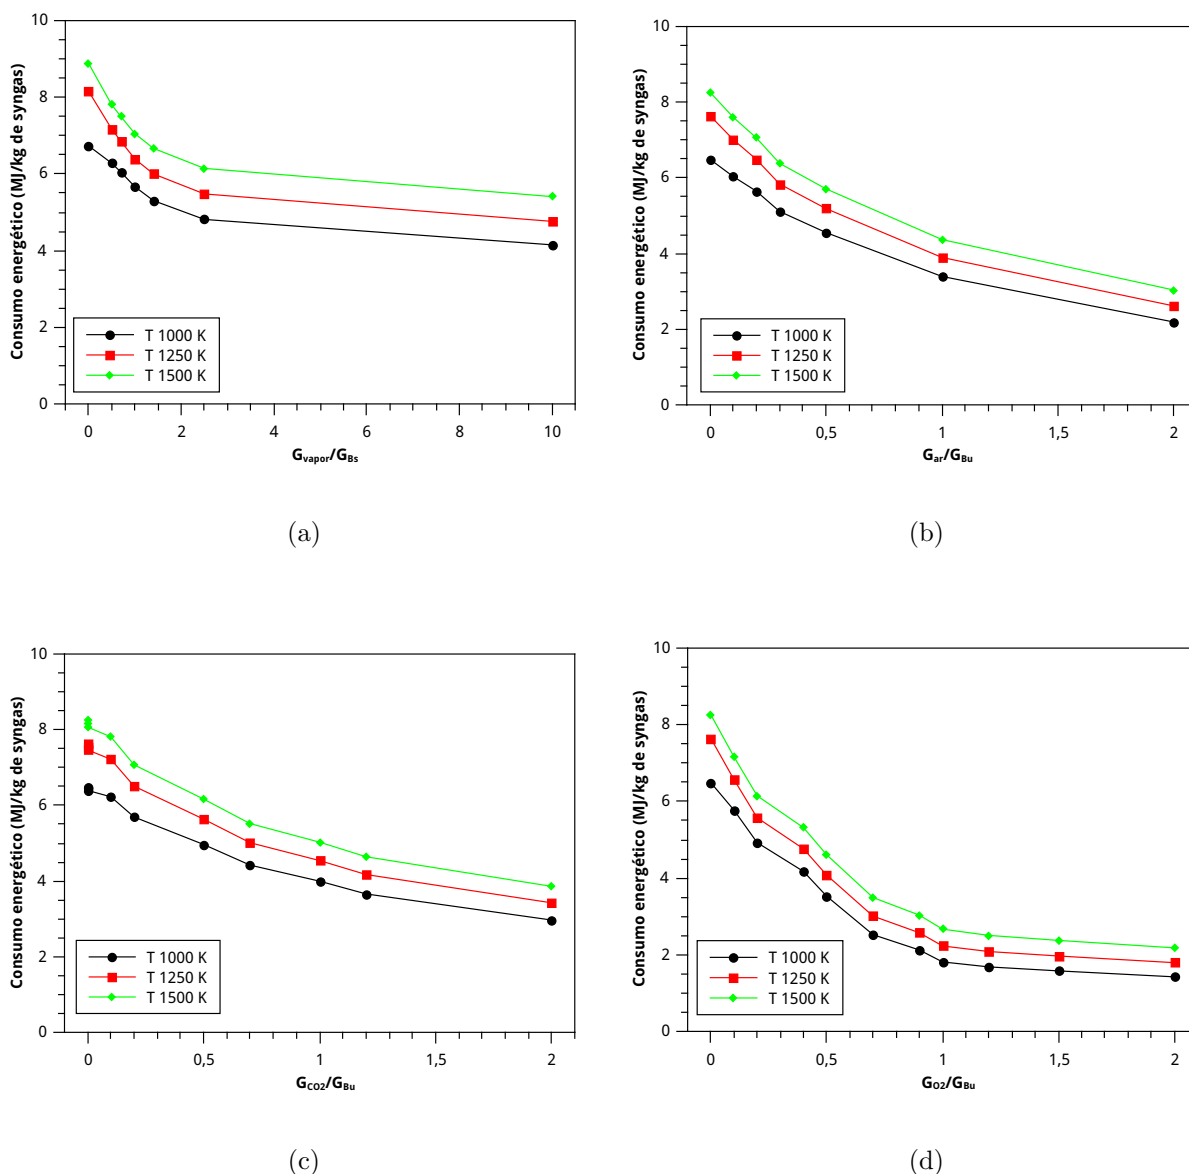 Consumo energético (MJ/kg de syngas)
10
8
6
4
2
0
T 1000 K
T 1250 K
T 1500 K
0 2 4 6 8 10
Gvapor/GBs
(a)
Consumo energético (MJ/kg de syngas)
10
8
6
4
2
0
T 1000 K
T 1250 K
T 1500 K
0 0,5 1 1,5 2
Gar/GBu
(b)
Consumo energético (MJ/kg de syngas)
10
8
6
4
2
0
T 1000 K
T 1250 K
T 1500 K
0 0,5 1 1,5 2
GCO2/GBu
(c)
Consumo energético (MJ/kg de syngas)
10
8
6
4
2
0
T 1000 K
T 1250 K
T 1500 K
0 0,5 1 1,5 2
GO2/GBu
(d)